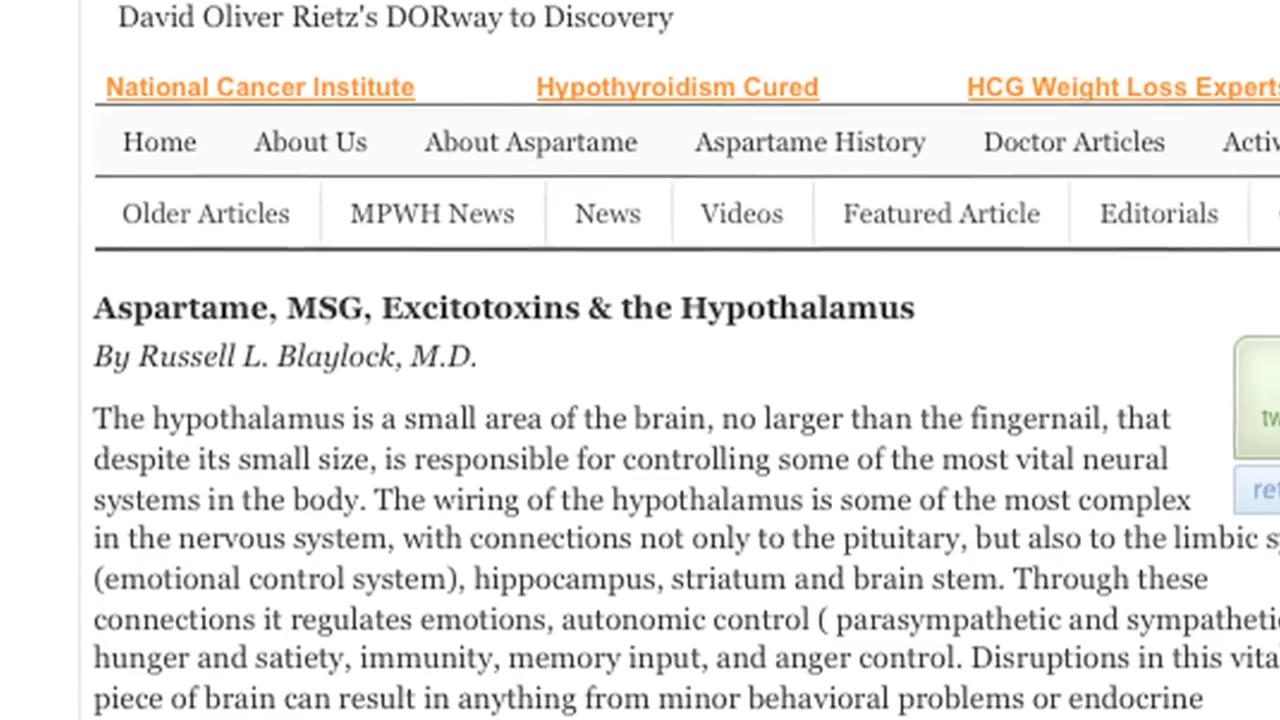 David Oliver Rietz's DORway to Discovery
National Cancer Institute Hypothyroidism Cured HCG Weight Loss Experts
Home About Us About Aspartame Aspartame History Doctor Articles Activ
Older Articles MPWH News News Videos Featured Article Editorials
Aspartame, MSG, Excitotoxins & the Hypothalamus
By Russell L. Blaylock, M.D.
The hypothalamus is a small area of the brain, no larger than the fingernail, that
tw
despite its small size, is responsible for controlling some of the most vital neural
systems in the body. The wiring of the hypothalamus is some of the most complex
ret
in the nervous system, with connections not only to the pituitary, but also to the limbic sy
(emotional control system), hippocampus, striatum and brain stem. Through these
connections it regulates emotions, autonomic control ( parasympathetic and sympathetic
hunger and satiety, immunity, memory input, and anger control. Disruptions in this vital
piece of brain can result in anything from minor behavioral problems or endocrine